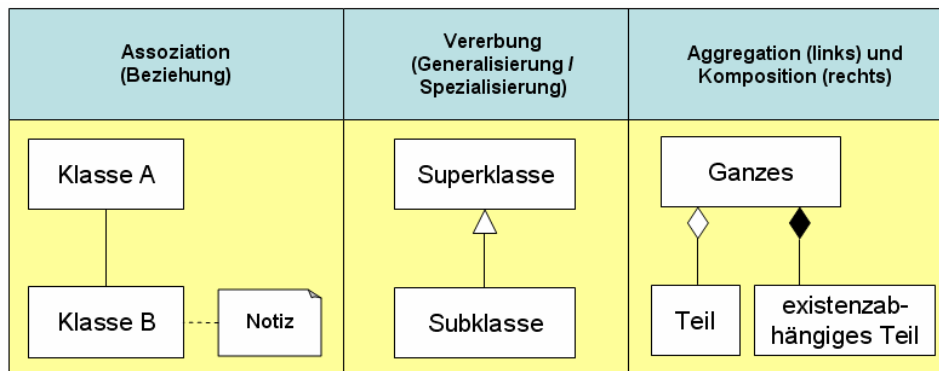 Assoziation
(Beziehung)
Vererbung
(Generalisierung /
Spezialisierung)
Aggregation (links) und
Komposition (rechts)
Klasse A
Klasse B
Notiz
Superklasse
Subklasse
Ganzes
Teil
existenzab-
hängiges Teil